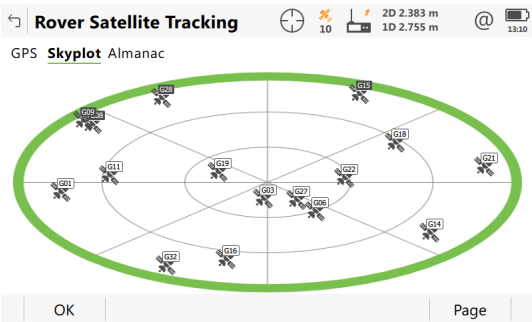 Rover Satellite Tracking
10
2D 2.383 m
1D 2.755 m
@
13:10
GPS Skyplot Almanac
G28
G15
G09
G18
G21
G11
G19
G22
G01
G03
G27
G06
G14
G16
G32
OK
Page